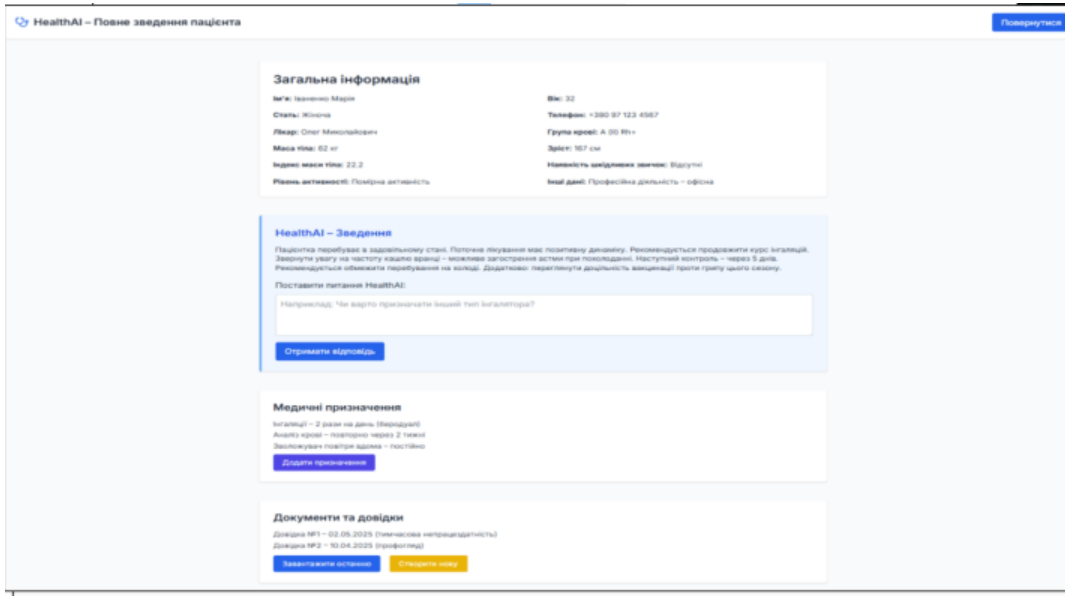 HealthAI – Повне зведення пацієнта
Повернутися
Загальна інформація
Ім'я: Іваненко Марія
Вік: 32
Стать: Жіноча
Телефон: +380 97 123 4567
Лікар: Олег Миколайович
Група крові: A (II) Rh+
Маса тіла: 62 кг
Зріст: 167 см
Індекс маси тіла: 22.2
Наявність шкідливих звичок: Відсутні
Рівень активності: Помірна активність
Інші дані: Професійна діяльність – офісна
HealthAI – Зведення
Пацієнтка перебуває в задовільному стані. Поточне лікування має позитивну динаміку. Рекомендується продовжити курс інгаляцій.
Звернути увагу на частоту кашлю вранці – можливе загострення астми при похолоданні. Наступний контроль – через 5 днів.
Рекомендується обмежити перебування на холоді. Додатково: переглянути доцільність вакцинації проти грипу цього сезону.
Поставити питання HealthAI:
Наприклад: Чи варто призначати інший тип інгалятора?
Отримати відповідь
Медичні призначення
Інгаляції – 2 рази на день (беродуал)
Аналіз крові – повторно через 2 тижні
Зволожувач повітря вдома – постійно
Додати призначення
Документи та довідки
Довідка №1 – 02.05.2025 (тимчасова непрацездатність)
Довідка №2 – 10.04.2025 (профогляд)
Завантажити останню
Створити нову